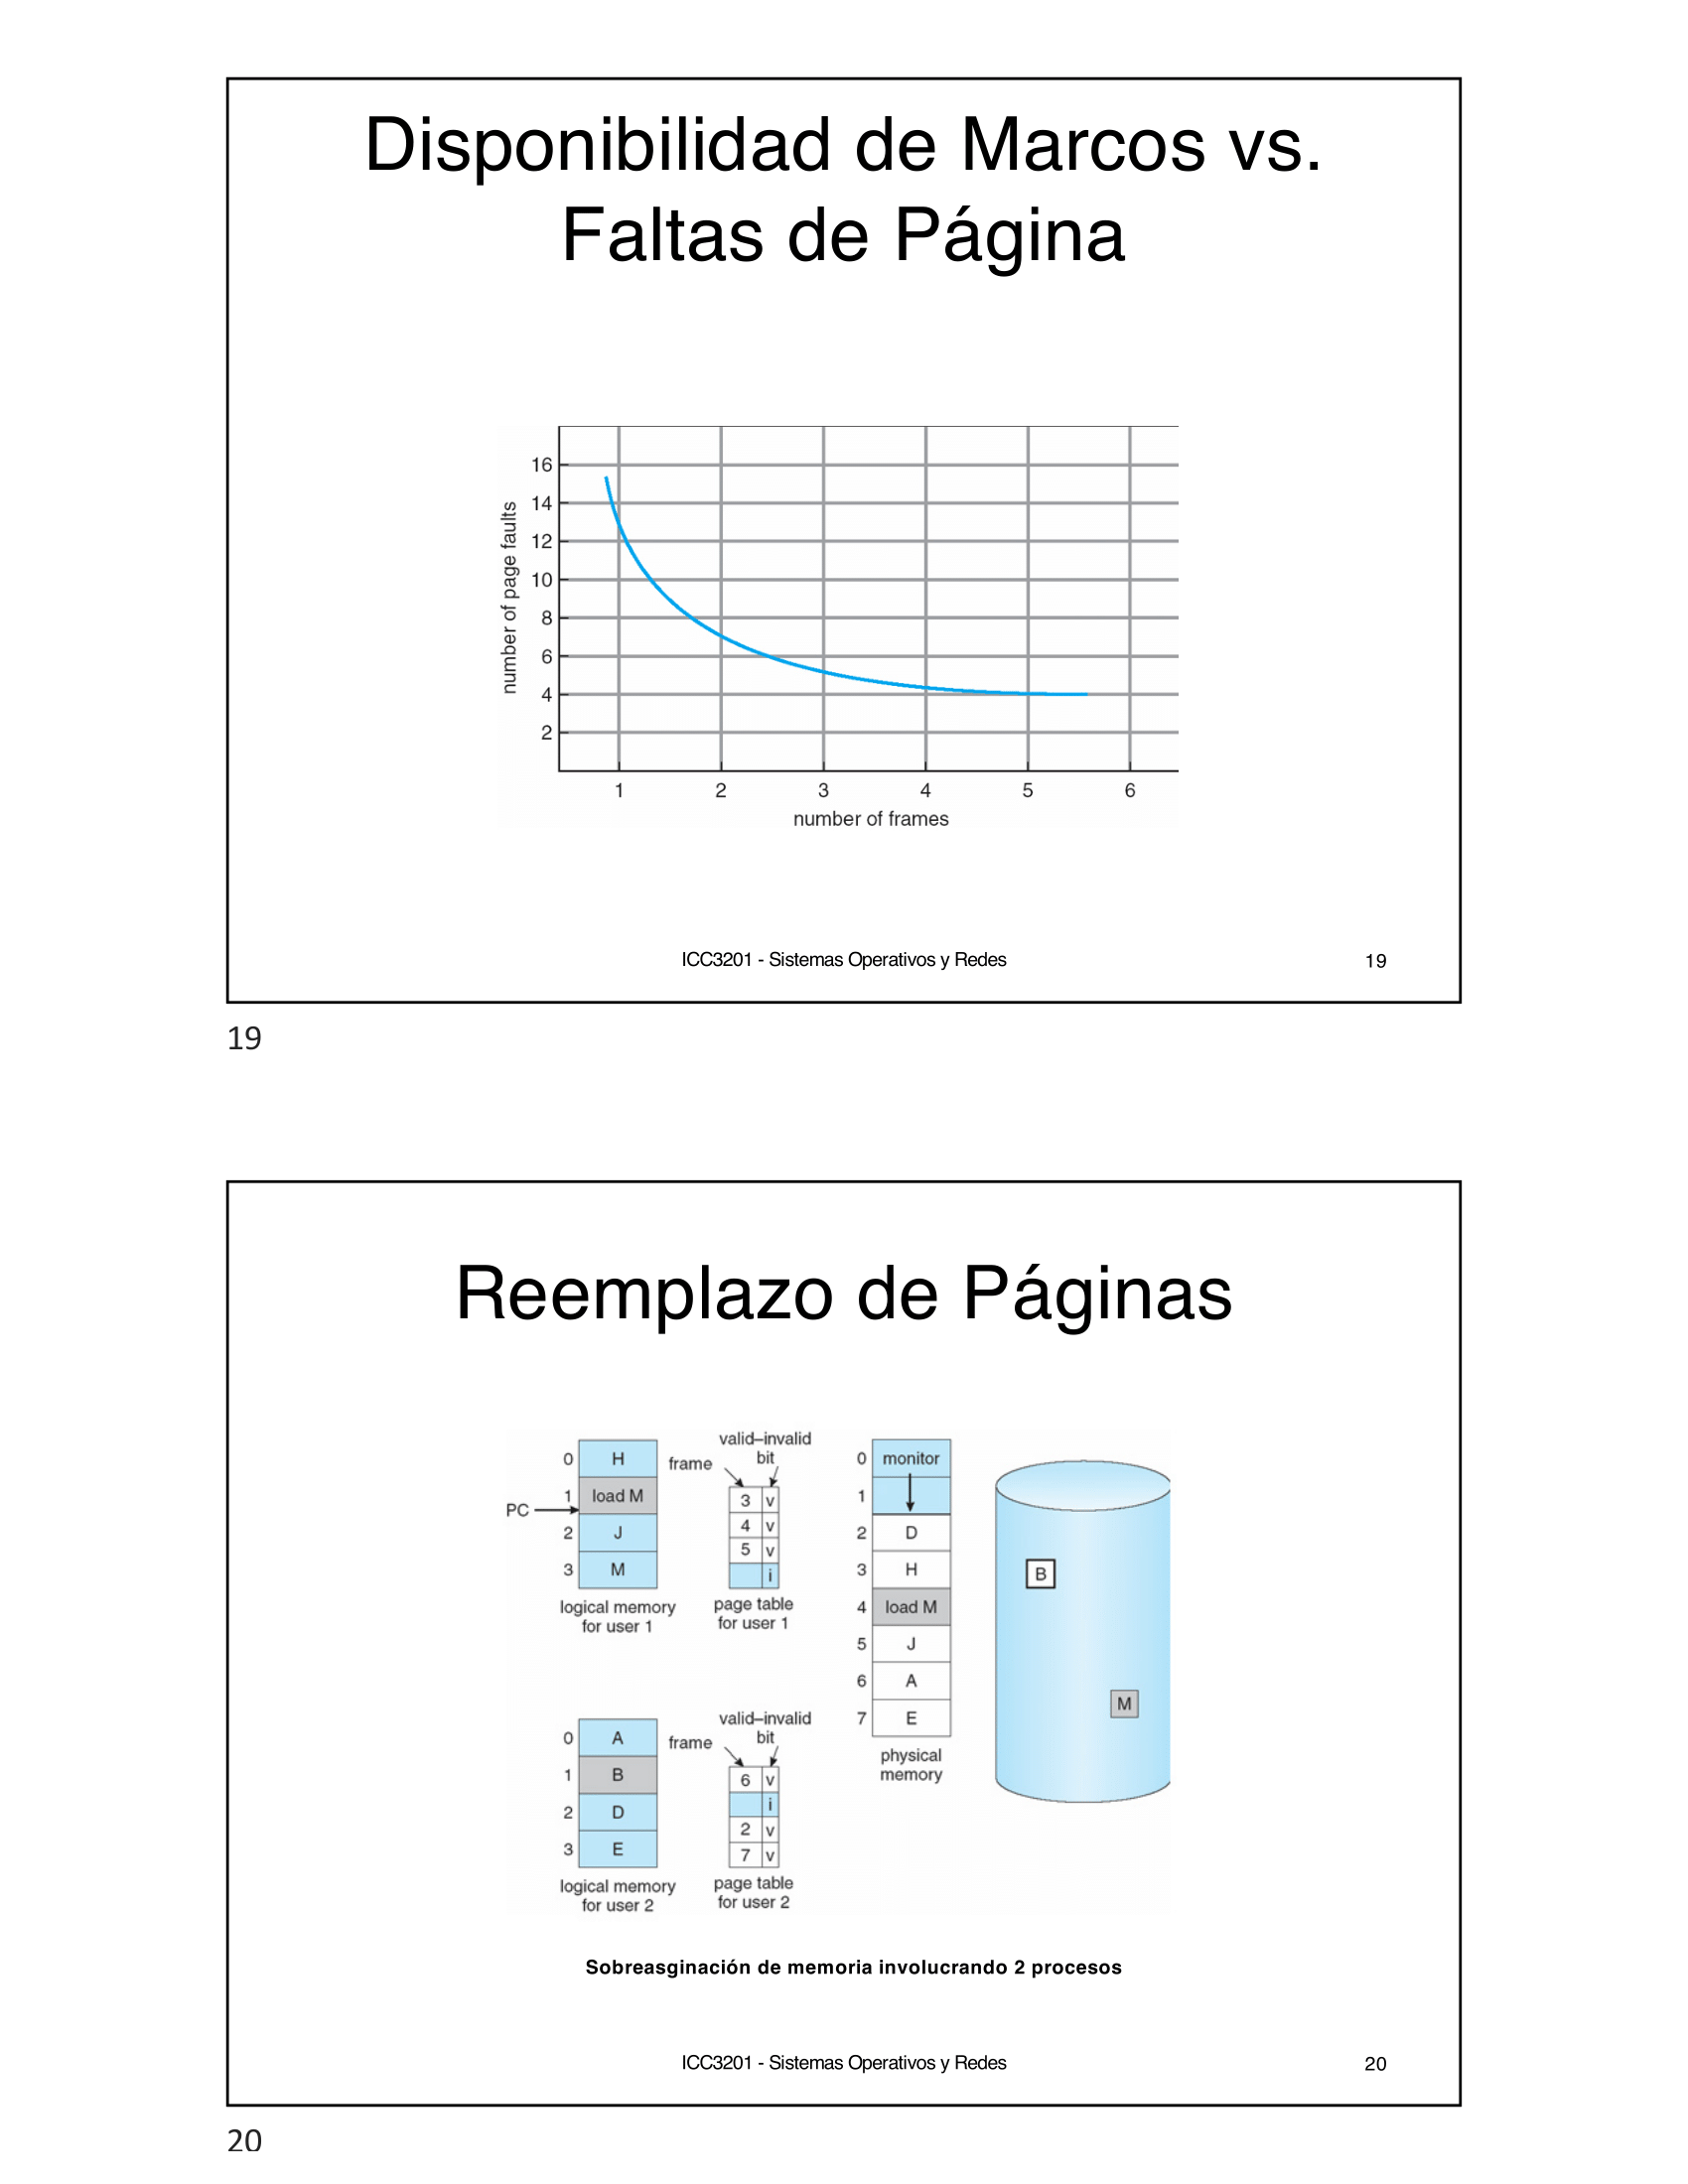 Disponibilidad de Marcos vs.
Faltas de Página
number of page faults
16
14
12
10
8
6
4
2
1 2 3 4 5 6
number of frames
ICC3201 - Sistemas Operativos y Redes
19
19
Reemplazo de Páginas
0 H
1 load M
PC
2 J
3 M
logical memory
for user 1
frame
valid–invalid
bit
3 v
4 v
5 v
i
page table
for user 1
0 A
1 B
2 D
3 E
logical memory
for user 2
frame
valid–invalid
bit
6 v
i
2 v
7 v
page table
for user 2
0 monitor
1
2 D
3 H
4 load M
5 J
6 A
7 E
physical
memory
B
M
Sobreasginación de memoria involucrando 2 procesos
ICC3201 - Sistemas Operativos y Redes
20
20